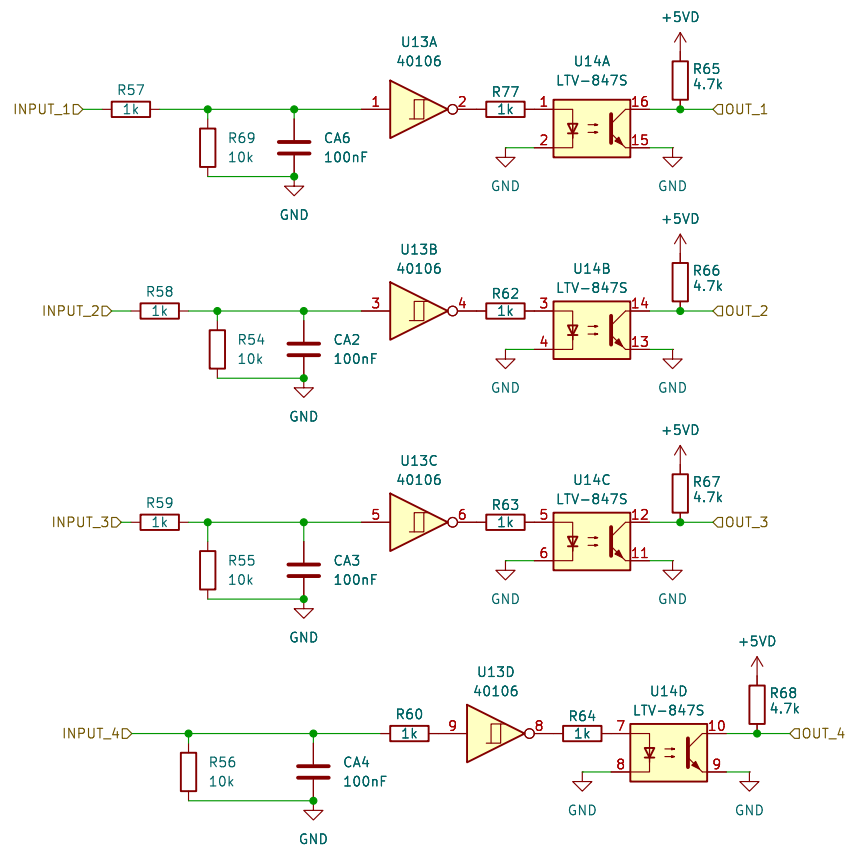 +5VD
U13A
40106
U14A
LTV-847S
R65
4.7k
R57
1k
INPUT_1
1
2
R77
1k
1
16
OUT_1
R69
10k
CA6
100nF
2
15
GND
GND
GND
+5VD
U13B
40106
U14B
LTV-847S
R66
4.7k
R58
1k
INPUT_2
3
4
R62
1k
3
14
OUT_2
R54
10k
CA2
100nF
4
13
GND
GND
GND
+5VD
U13C
40106
U14C
LTV-847S
R67
4.7k
R59
1k
INPUT_3
5
6
R63
1k
5
12
OUT_3
R55
10k
CA3
100nF
6
11
GND
GND
GND
+5VD
U13D
40106
U14D
LTV-847S
R68
4.7k
INPUT_4
R60
1k
9
8
R64
1k
7
10
OUT_4
R56
10k
CA4
100nF
8
9
GND
GND
GND